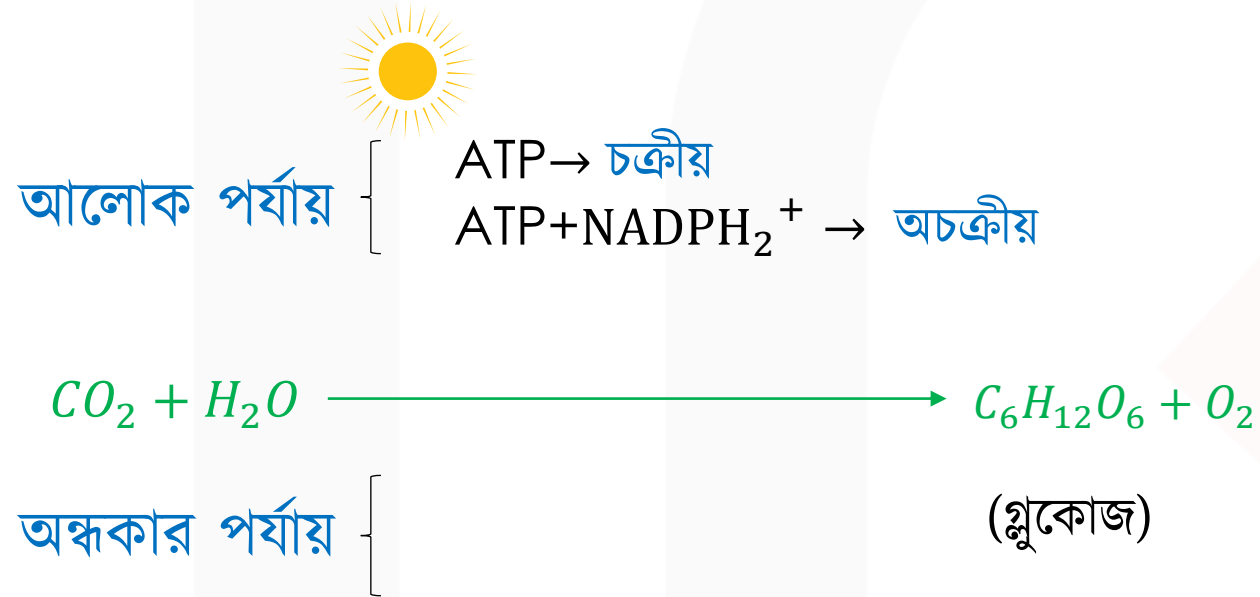 আলোক পর্যায়
ATP→ চক্রীয়
ATP+NADPH₂⁺ → অচক্রীয়
CO₂ + H₂O → C₆H₁₂O₆ + O₂
(গ্লুকোজ)
অন্ধকার পর্যায়